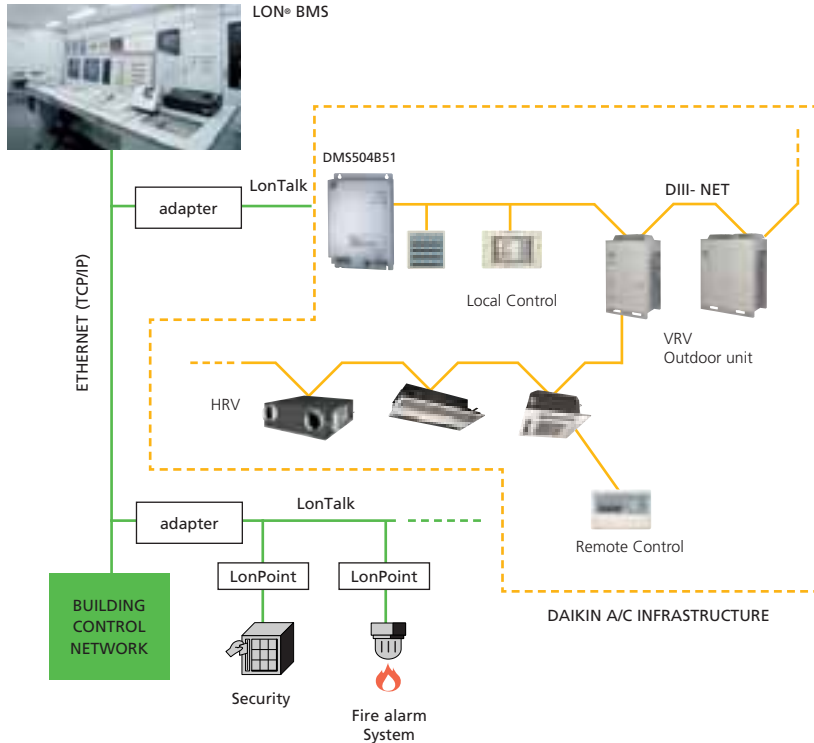 LON® BMS
DMS504B51
LonTalk
adapter
DIII- NET
Local Control
VRV
Outdoor unit
ETHERNET (TCP/IP)
HRV
LonTalk
adapter
Remote Control
LonPoint
LonPoint
BUILDING
CONTROL
NETWORK
DAIKIN A/C INFRASTRUCTURE
Security
Fire alarm
System